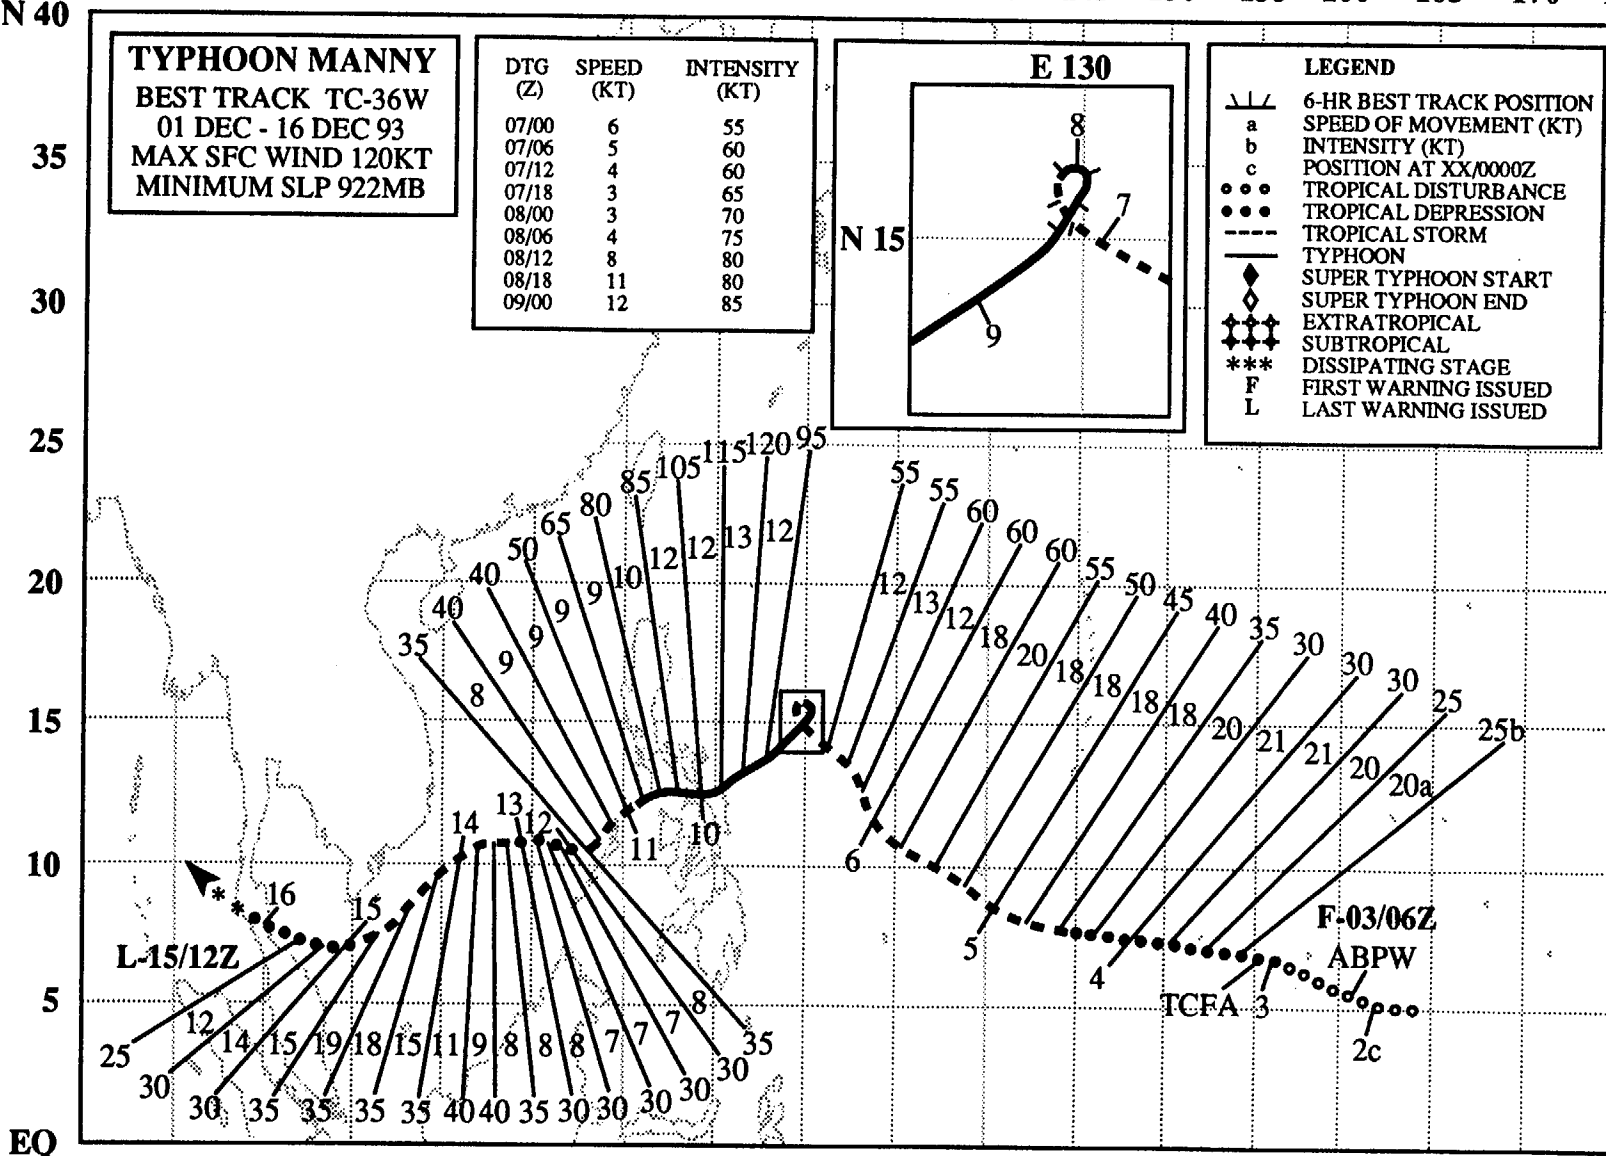 N 40
170
TYPHOON MANNY
BEST TRACK TC-36W
01 DEC - 16 DEC 93
MAX SFC WIND 120KT
MINIMUM SLP 922MB
DTG SPEED INTENSITY
(Z) (KT) (KT)
07/00 6 55
07/06 5 60
07/12 4 60
07/18 3 65
08/00 3 70
08/06 4 75
08/12 8 80
08/18 11 80
09/00 12 85
E 130
8
7
N 15
9
LEGEND
6-HR BEST TRACK POSITION
a SPEED OF MOVEMENT (KT)
b INTENSITY (KT)
c POSITION AT XX/0000Z
TROPICAL DISTURBANCE
TROPICAL DEPRESSION
TROPICAL STORM
TYPHOON
SUPER TYPHOON START
SUPER TYPHOON END
EXTRATROPICAL
SUBTROPICAL
*** DISSIPATING STAGE
F FIRST WARNING ISSUED
L LAST WARNING ISSUED
35
30
25
20
15
10
5
EQ
35 40 40 50 65 80 85 105 115 120 95
8 9 9 9 9 10 12 12 13 12
55 55 60 60 60 55 50 45 40 35 30 30 30 25 25b
12 13 12 18 20 18 18 18 18 20 21 21 20 20a
16 15 14 13 12 11 10
6 5 4 3 2c
L-15/12Z
F-03/06Z
ABPW
TCFA
12 14 15 19 18 15 11 9 8 8 8 7 7 7 8
25 30 30 35 35 35 35 40 40 35 30 30 30 30 30 35